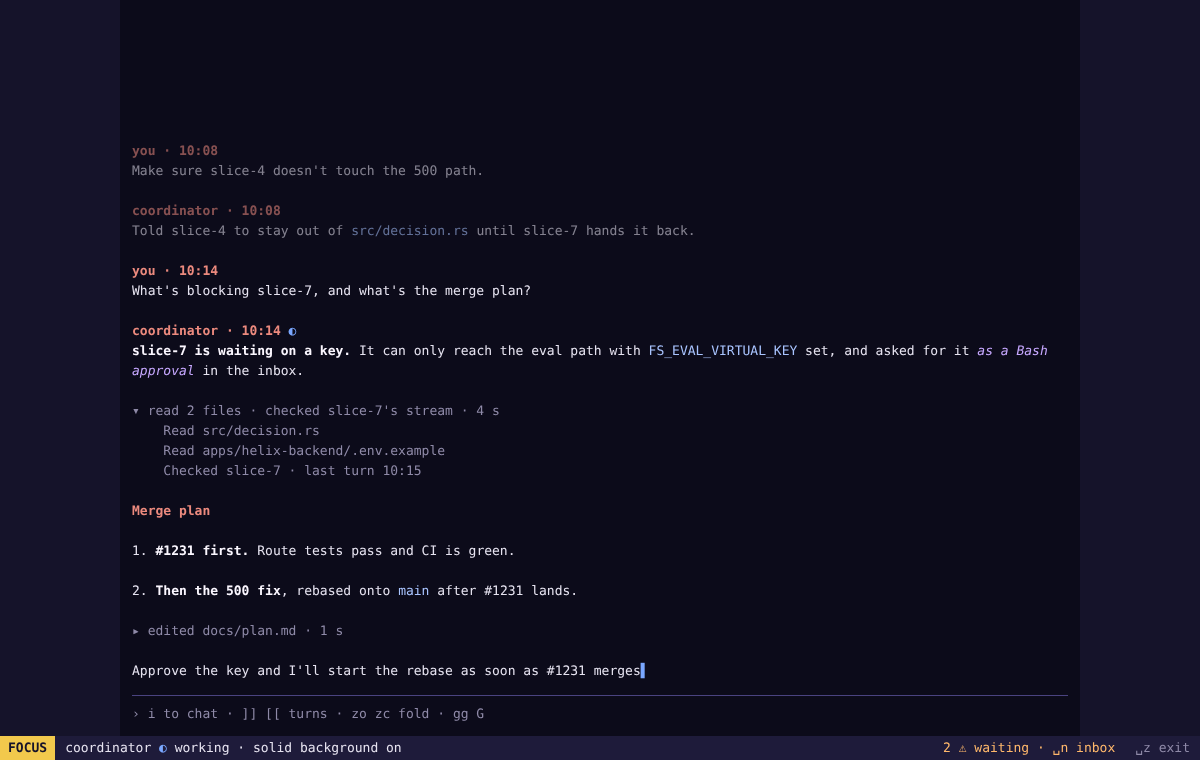 you · 10:08
Make sure slice-4 doesn't touch the 500 path.
coordinator · 10:08
Told slice-4 to stay out of src/decision.rs until slice-7 hands it back.
you · 10:14
What's blocking slice-7, and what's the merge plan?
coordinator · 10:14 ◐
slice-7 is waiting on a key. It can only reach the eval path with FS_EVAL_VIRTUAL_KEY set, and asked for it as a Bash
approval in the inbox.
▾ read 2 files · checked slice-7's stream · 4 s
Read src/decision.rs
Read apps/helix-backend/.env.example
Checked slice-7 · last turn 10:15
Merge plan
1. #1231 first. Route tests pass and CI is green.
2. Then the 500 fix, rebased onto main after #1231 lands.
▸ edited docs/plan.md · 1 s
Approve the key and I'll start the rebase as soon as #1231 merges
› i to chat · ]] [[ turns · zo zc fold · gg G
FOCUS coordinator ◐ working · solid background on 2 ⚠ waiting · ␣n inbox ␣z exit